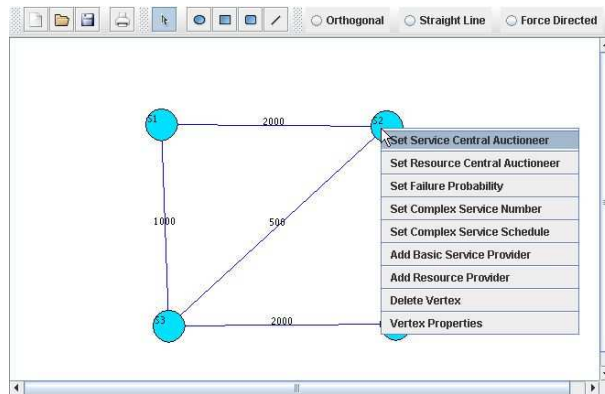 Orthogonal Straight Line Force Directed
S1
2000
S2
Set Service Central Auctioneer
Set Resource Central Auctioneer
Set Failure Probability
1000
500
Set Complex Service Number
Set Complex Service Schedule
Add Basic Service Provider
Add Resource Provider
Delete Vertex
S3
2000
Vertex Properties